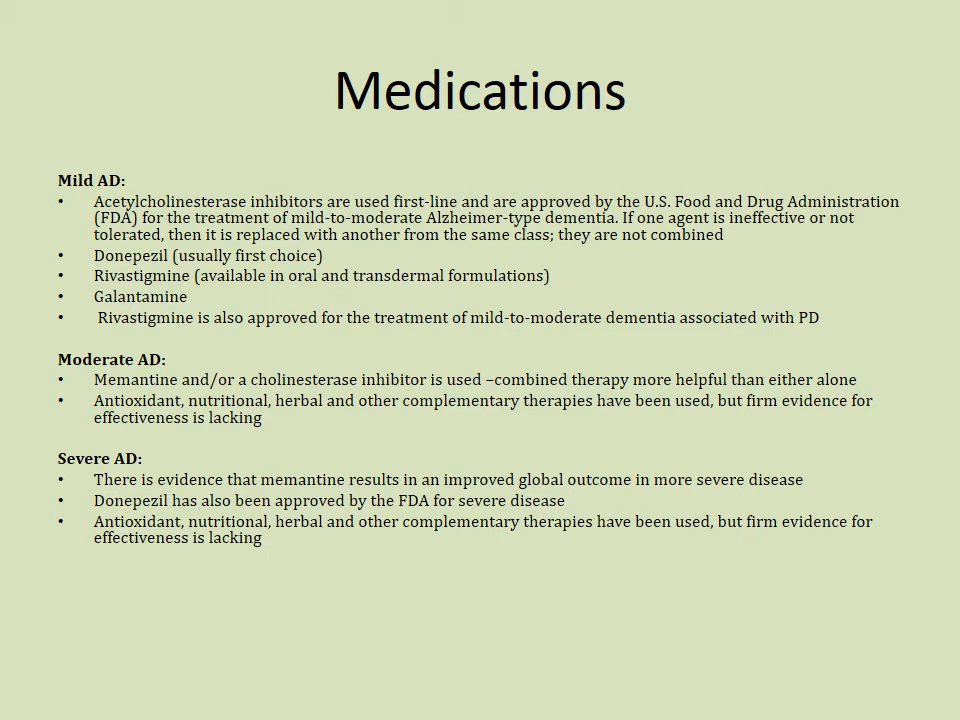 Medications
Mild AD:
• Acetylcholinesterase inhibitors are used first-line and are approved by the U.S. Food and Drug Administration
(FDA) for the treatment of mild-to-moderate Alzheimer-type dementia. If one agent is ineffective or not
tolerated, then it is replaced with another from the same class; they are not combined
• Donepezil (usually first choice)
• Rivastigmine (available in oral and transdermal formulations)
• Galantamine
• Rivastigmine is also approved for the treatment of mild-to-moderate dementia associated with PD
Moderate AD:
• Memantine and/or a cholinesterase inhibitor is used –combined therapy more helpful than either alone
• Antioxidant, nutritional, herbal and other complementary therapies have been used, but firm evidence for
effectiveness is lacking
Severe AD:
• There is evidence that memantine results in an improved global outcome in more severe disease
• Donepezil has also been approved by the FDA for severe disease
• Antioxidant, nutritional, herbal and other complementary therapies have been used, but firm evidence for
effectiveness is lacking